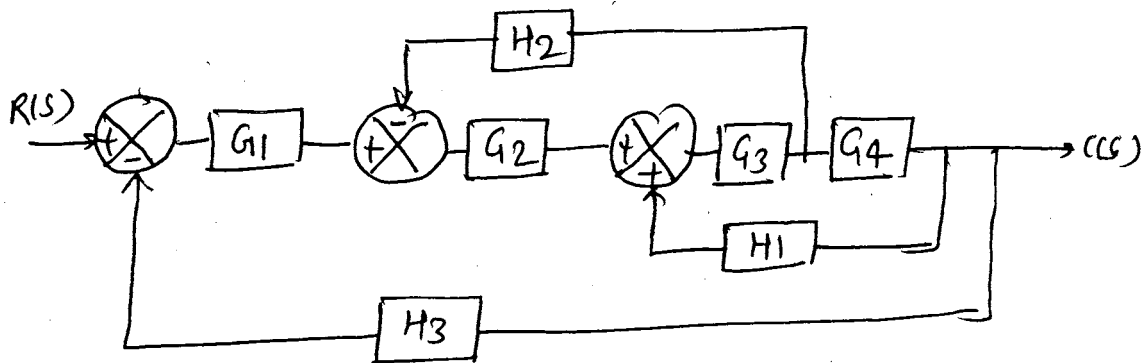 H2
R(S) + - G1 + - G2 + + G3 G4 C(S)
H1
H3